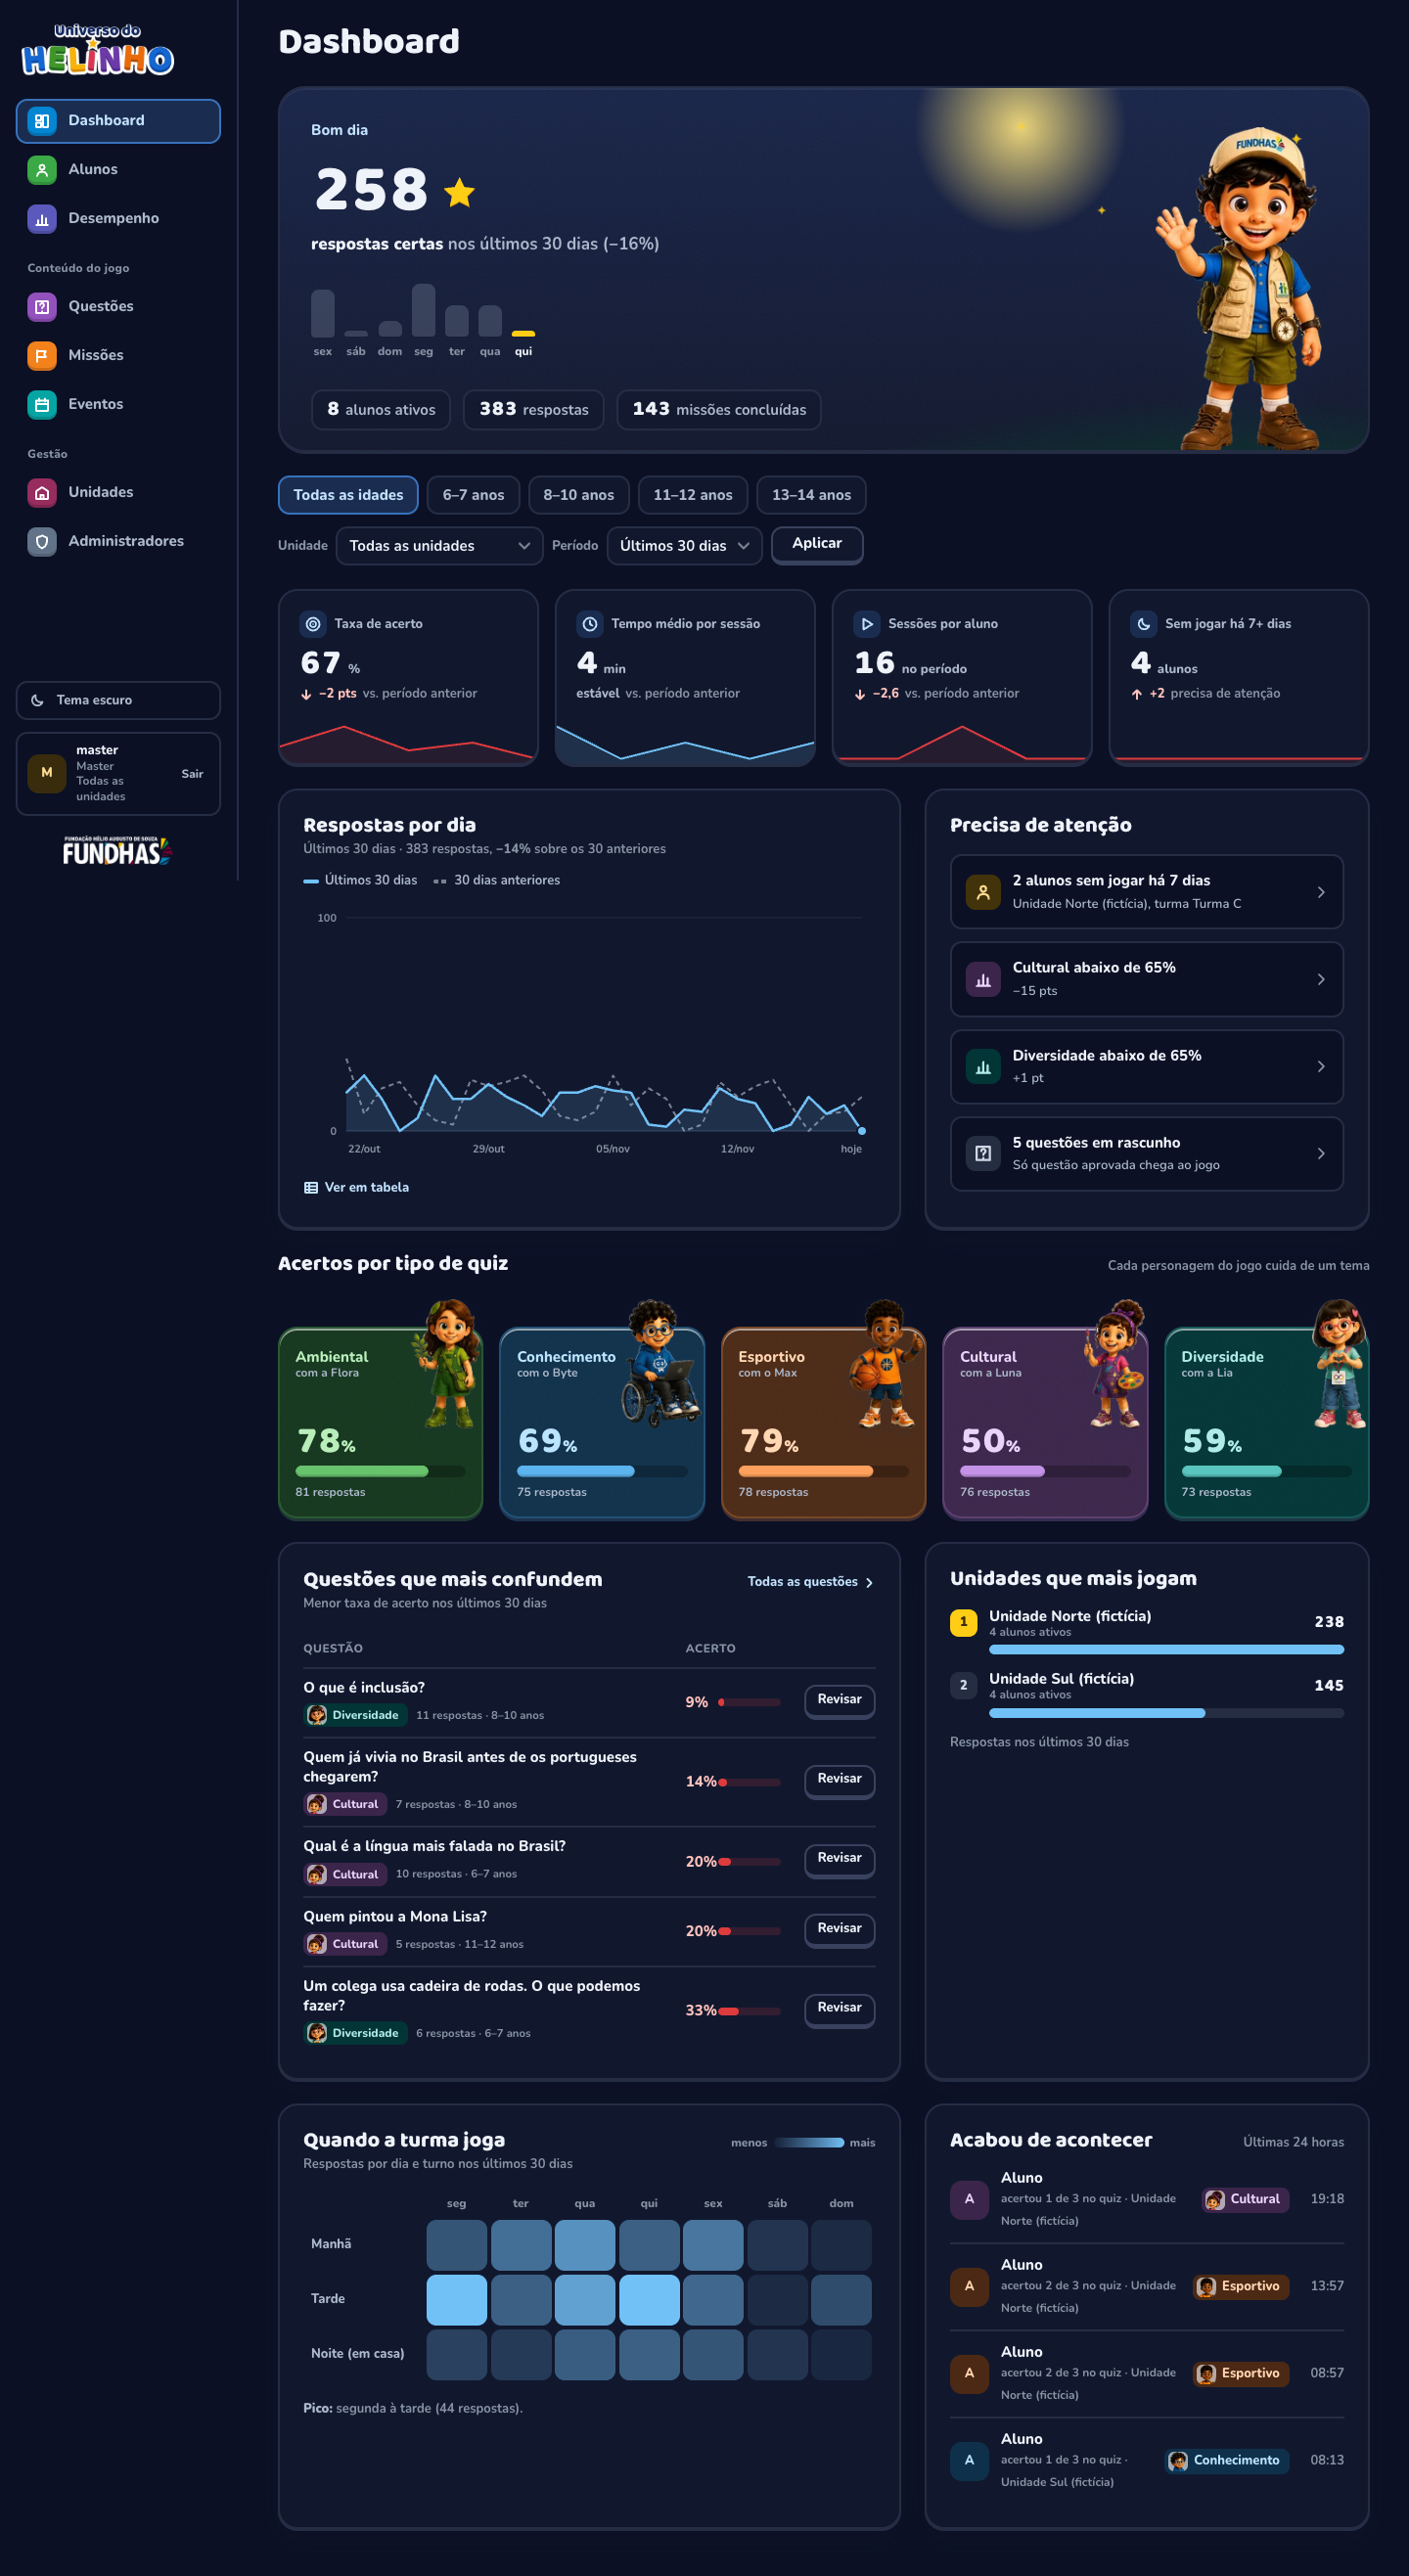 Universo do
HELINHO
Dashboard
Alunos
Desempenho
Conteúdo do jogo
Questões
Missões
Eventos
Gestão
Unidades
Administradores
Tema escuro
M
master
Master
Todas as
unidades
Sair
FUNDAÇÃO HÉLIO AUGUSTO DE SOUZA
FUNDHAS
Dashboard
Bom dia
258
respostas certas nos últimos 30 dias (−16%)
sex sáb dom seg ter qua qui
8 alunos ativos
383 respostas
143 missões concluídas
FUNDHAS
Todas as idades
6–7 anos
8–10 anos
11–12 anos
13–14 anos
Unidade
Todas as unidades
Período
Últimos 30 dias
Aplicar
Taxa de acerto
67 %
−2 pts vs. período anterior
Tempo médio por sessão
4 min
estável vs. período anterior
Sessões por aluno
16 no período
−2,6 vs. período anterior
Sem jogar há 7+ dias
4 alunos
+2 precisa de atenção
Respostas por dia
Últimos 30 dias · 383 respostas, −14% sobre os 30 anteriores
Últimos 30 dias
30 dias anteriores
100
0
22/out 29/out 05/nov 12/nov hoje
Ver em tabela
Precisa de atenção
2 alunos sem jogar há 7 dias
Unidade Norte (fictícia), turma Turma C
Cultural abaixo de 65%
−15 pts
Diversidade abaixo de 65%
+1 pt
5 questões em rascunho
Só questão aprovada chega ao jogo
Acertos por tipo de quiz
Cada personagem do jogo cuida de um tema
Ambiental
com a Flora
78%
81 respostas
Conhecimento
com o Byte
69%
75 respostas
Esportivo
com o Max
79%
78 respostas
Cultural
com a Luna
50%
76 respostas
Diversidade
com a Lia
59%
73 respostas
Questões que mais confundem
Todas as questões
Menor taxa de acerto nos últimos 30 dias
QUESTÃO ACERTO
O que é inclusão?
Diversidade 11 respostas · 8–10 anos
9%
Revisar
Quem já vivia no Brasil antes de os portugueses
chegarem?
Cultural 7 respostas · 8–10 anos
14%
Revisar
Qual é a língua mais falada no Brasil?
Cultural 10 respostas · 6–7 anos
20%
Revisar
Quem pintou a Mona Lisa?
Cultural 5 respostas · 11–12 anos
20%
Revisar
Um colega usa cadeira de rodas. O que podemos
fazer?
Diversidade 6 respostas · 6–7 anos
33%
Revisar
Unidades que mais jogam
1 Unidade Norte (fictícia) 238
4 alunos ativos
2 Unidade Sul (fictícia) 145
4 alunos ativos
Respostas nos últimos 30 dias
Quando a turma joga
menos mais
Respostas por dia e turno nos últimos 30 dias
seg ter qua qui sex sáb dom
Manhã
Tarde
Noite (em casa)
Pico: segunda à tarde (44 respostas).
Acabou de acontecer
Últimas 24 horas
A
Aluno
acertou 1 de 3 no quiz · Unidade
Norte (fictícia)
Cultural 19:18
A
Aluno
acertou 2 de 3 no quiz · Unidade
Norte (fictícia)
Esportivo 13:57
A
Aluno
acertou 2 de 3 no quiz · Unidade
Norte (fictícia)
Esportivo 08:57
A
Aluno
acertou 1 de 3 no quiz ·
Unidade Sul (fictícia)
Conhecimento 08:13